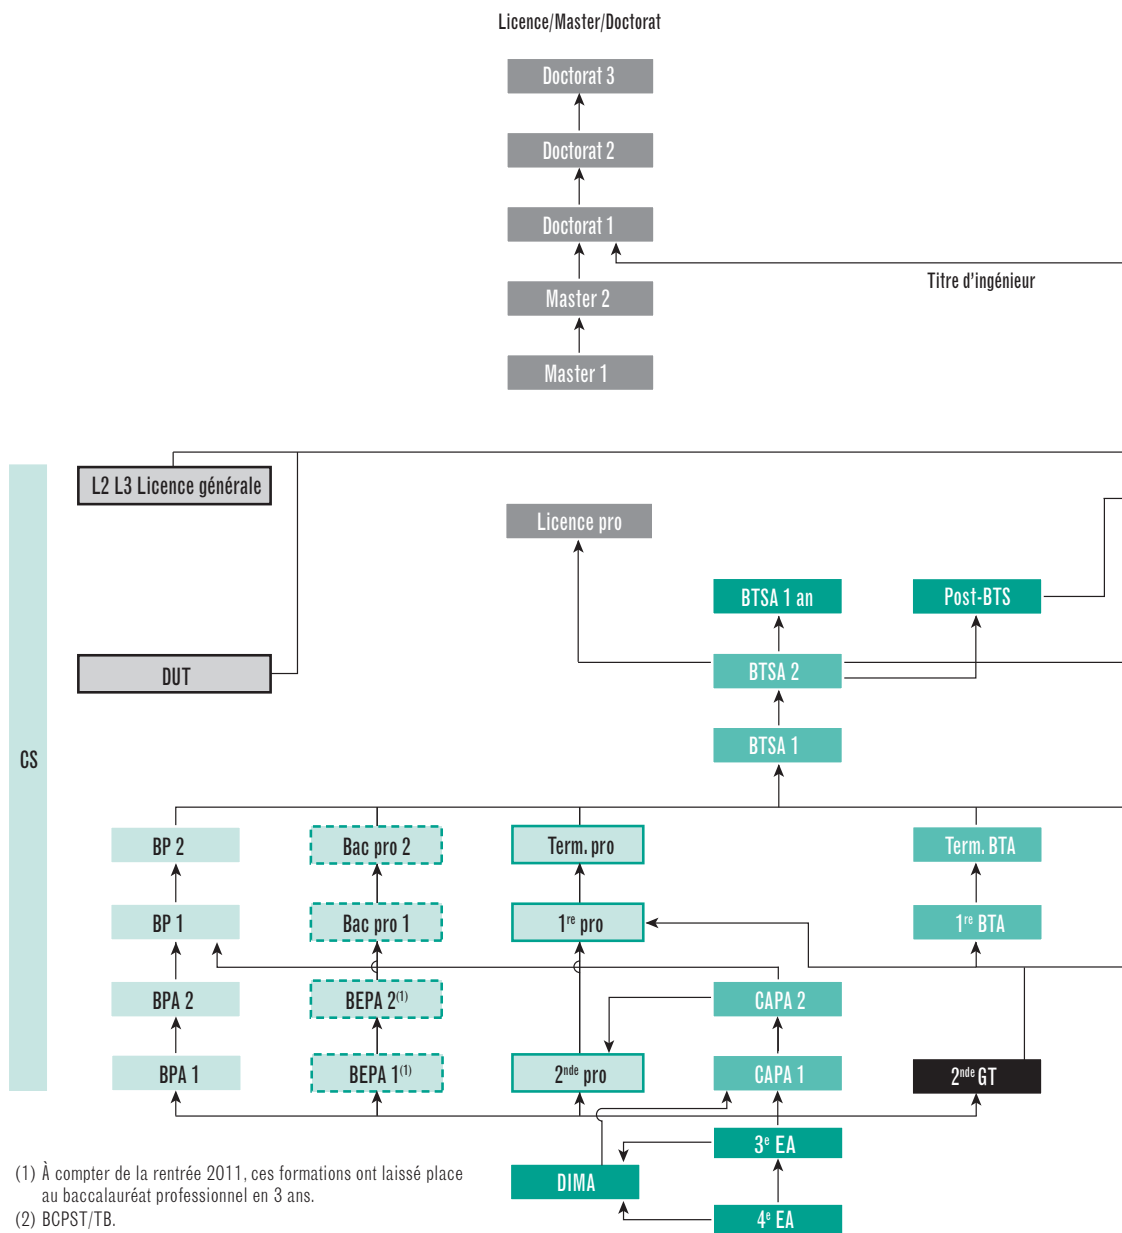 Licence/Master/Doctorat
Doctorat 3
Doctorat 2
Doctorat 1
Titre d'ingénieur
Master 2
Master 1
L2 L3 Licence générale
Licence pro
BTSA 1 an
Post-BTS
DUT
BTSA 2
BTSA 1
CS
BP 2
Bac pro 2
Term. pro
Term. BTA
BP 1
Bac pro 1
1re pro
1re BTA
BPA 2
BEPA 2(1)
CAPA 2
BPA 1
BEPA 1(1)
2nde pro
CAPA 1
2nde GT
3e EA
DIMA
4e EA
(1) À compter de la rentrée 2011, ces formations ont laissé place
au baccalauréat professionnel en 3 ans.
(2) BCPST/TB.